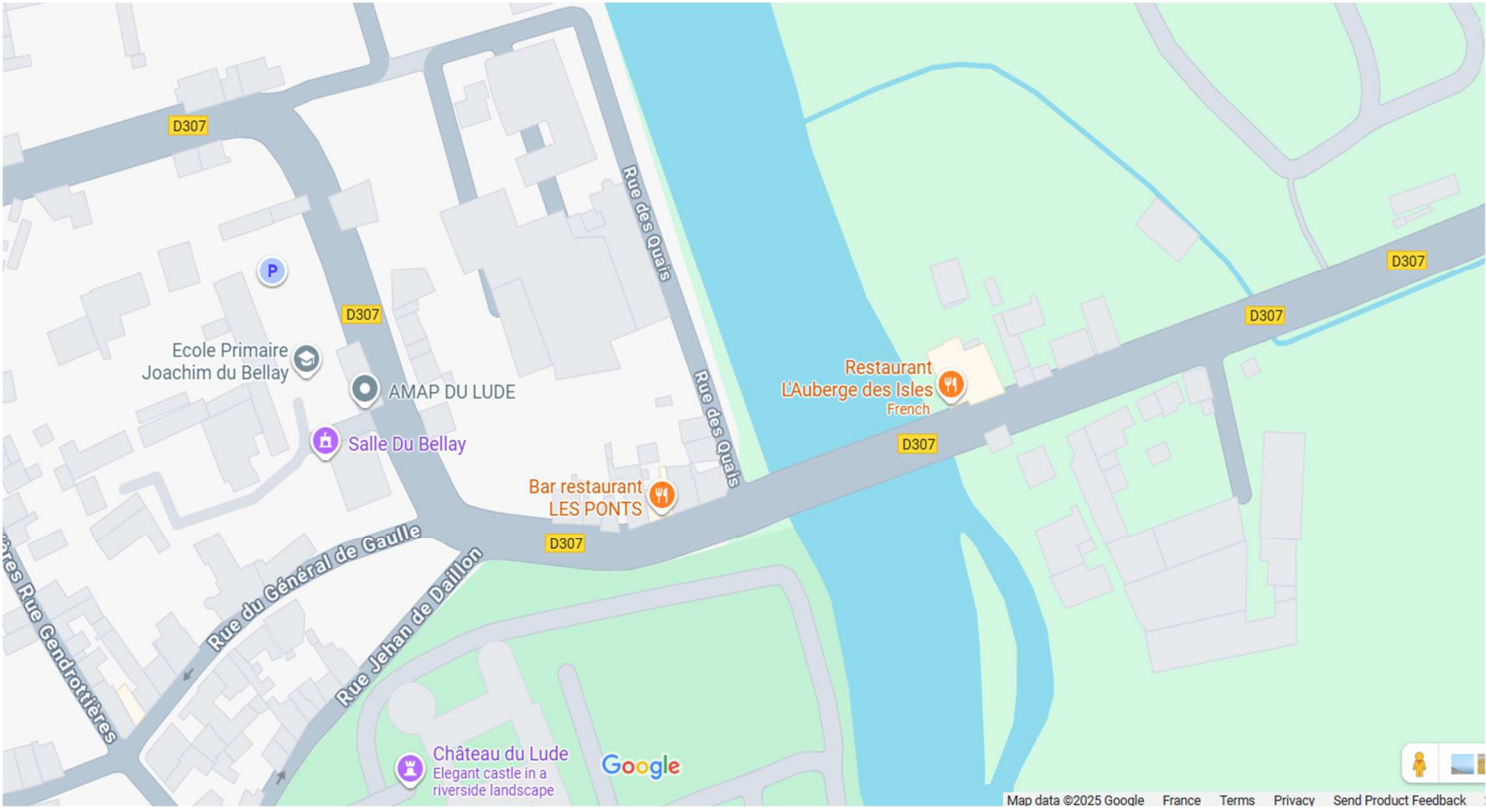 D307
Rue des Quais
D307
D307
D307
Ecole Primaire
Joachim du Bellay
AMAP DU LUDE
Restaurant
L'Auberge des Isles
French
Rue des Quais
Salle Du Bellay
D307
Bar restaurant
LES PONTS
D307
Rue du Général de Gaulle
Rue Jehan de Daillon
ères Rue Gendrottières
Château du Lude
Elegant castle in a
riverside landscape
Google
P
Map data ©2025 Google France Terms Privacy Send Product Feedback